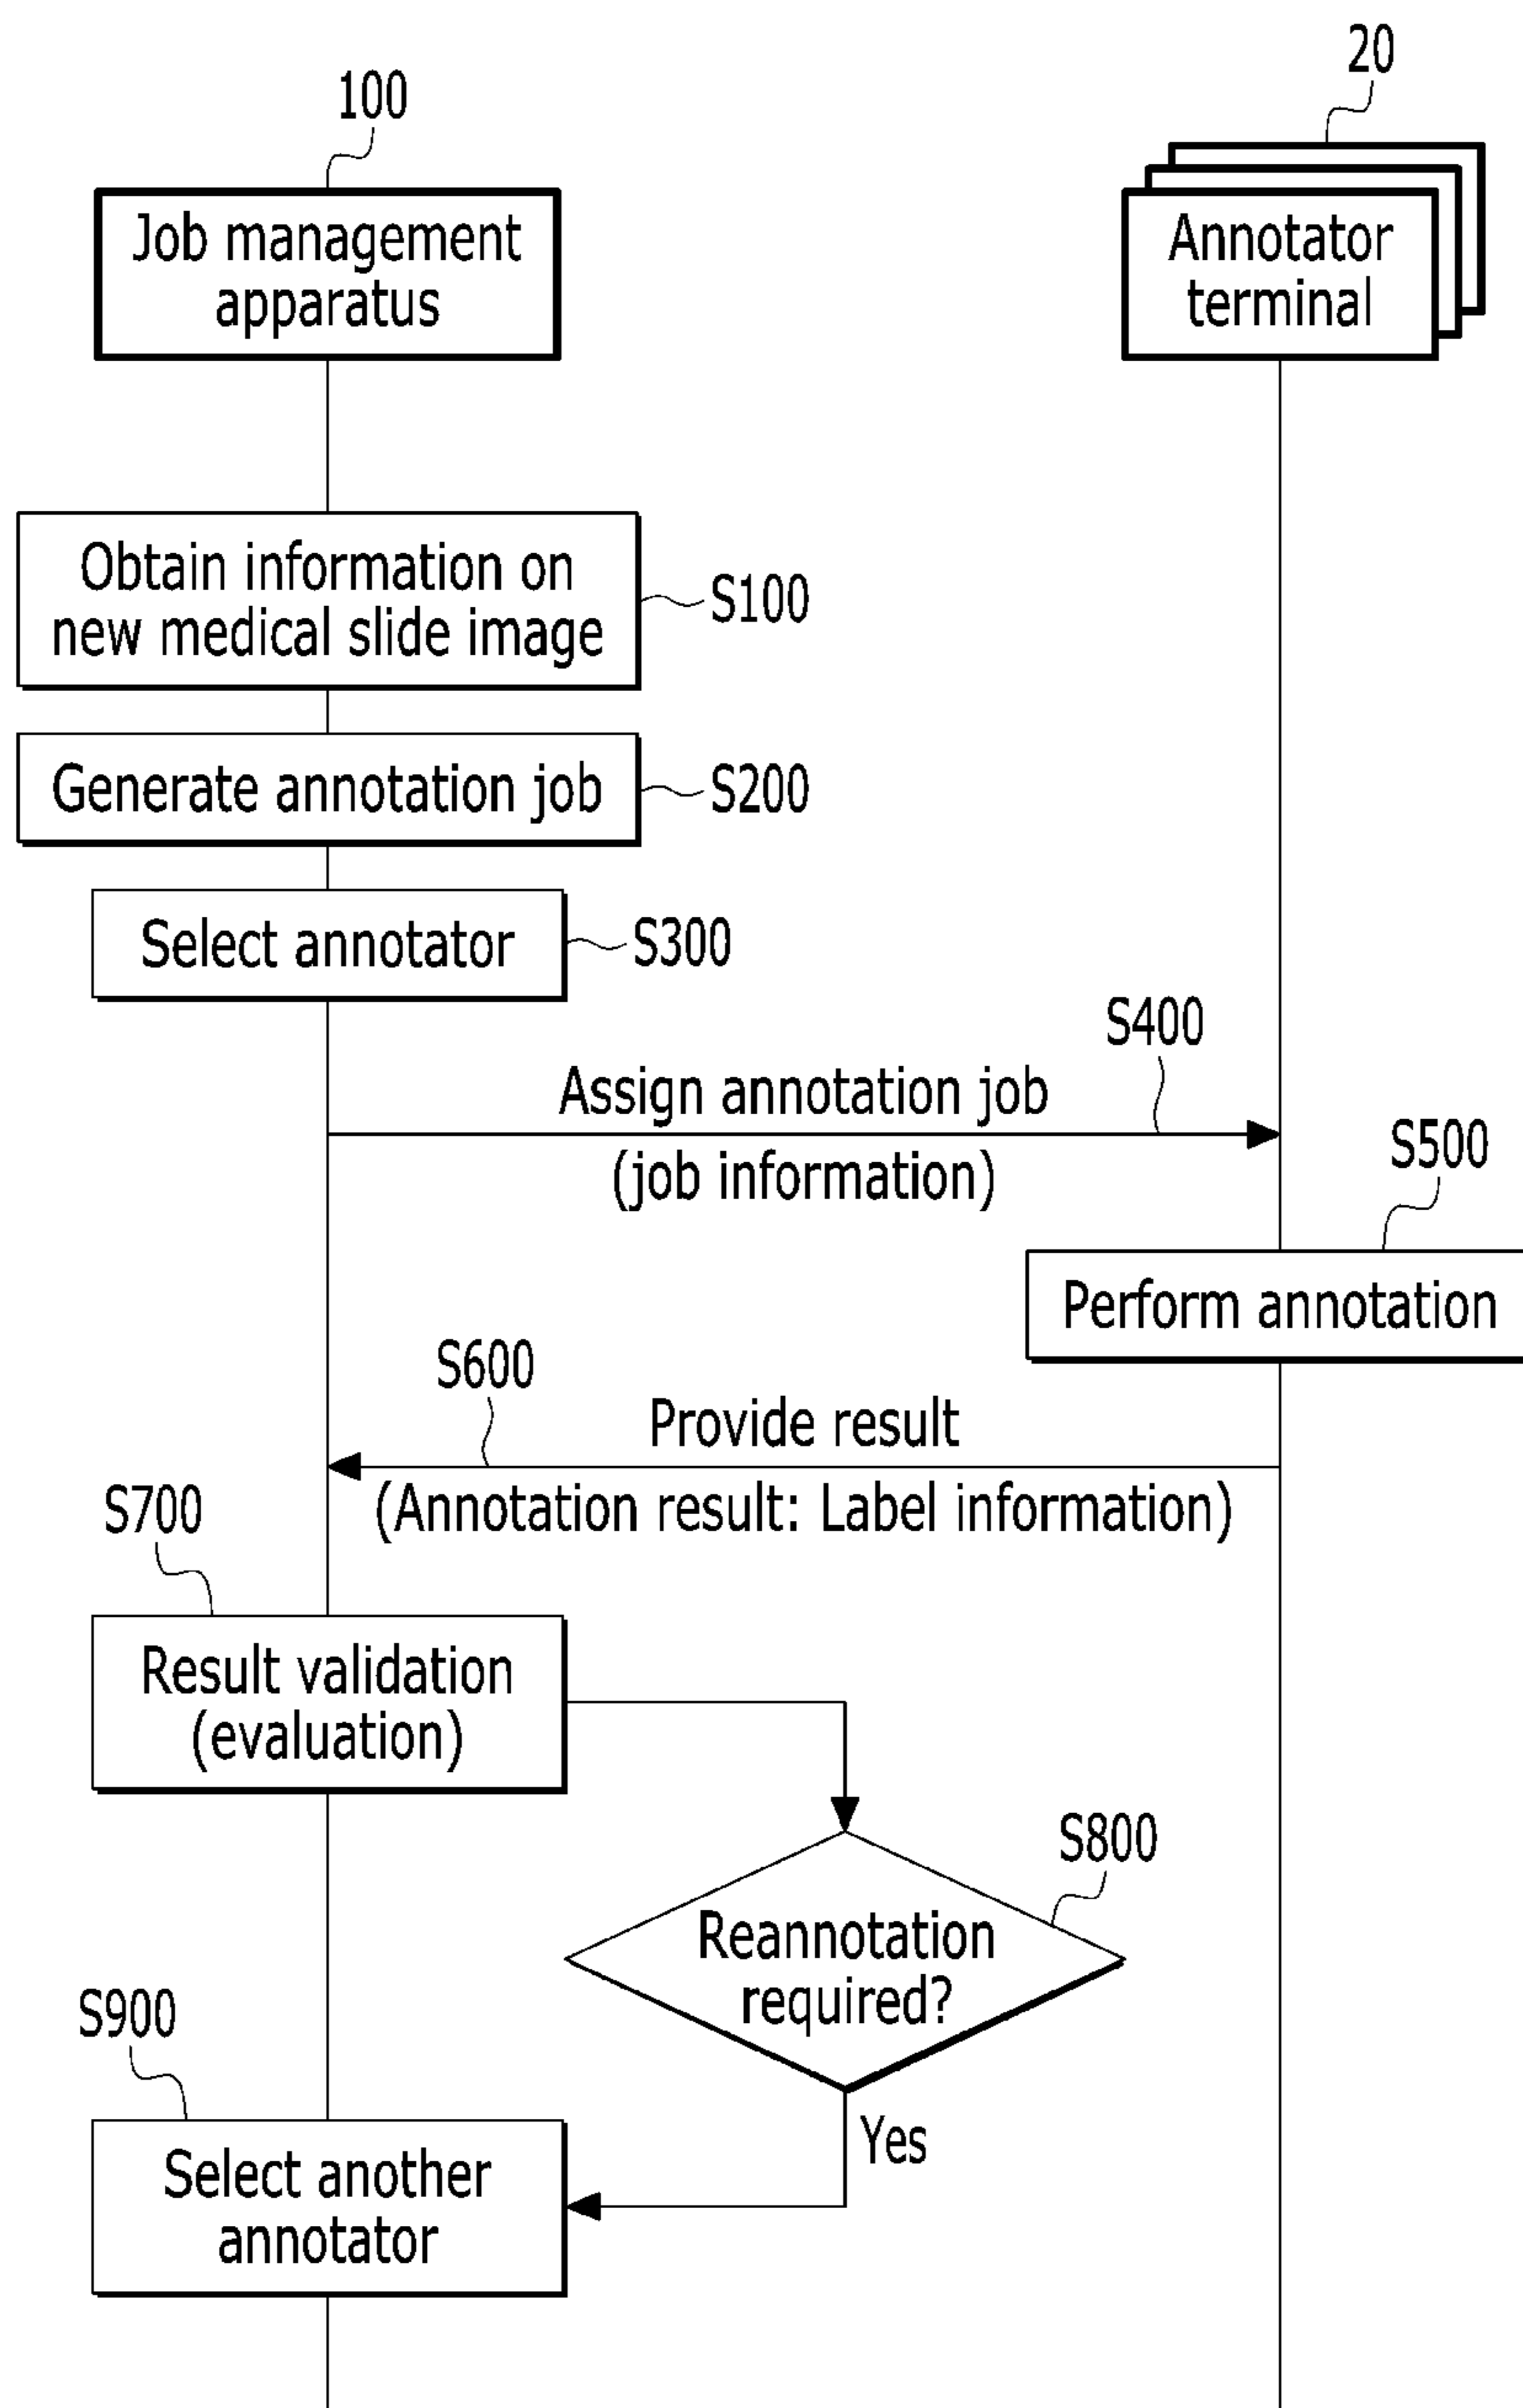 20
100
Job management
apparatus
Annotator
terminal
Obtain information on
new medical slide image
S100
Generate annotation job
S200
Select annotator
S300
S400
Assign annotation job
(job information)
S500
Perform annotation
S600
Provide result
(Annotation result: Label information)
S700
Result validation
(evaluation)
S800
Reannotation
required?
S900
Yes
Select another
annotator